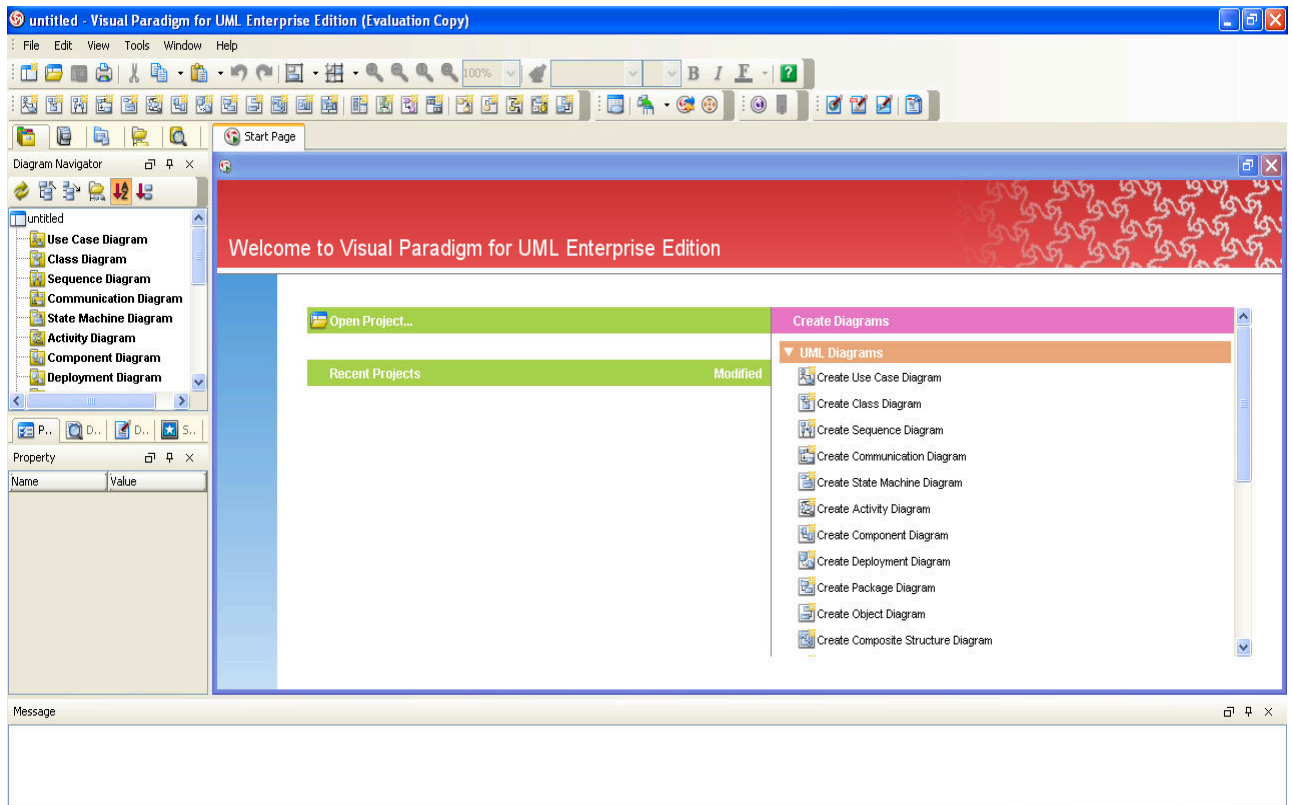 untitled - Visual Paradigm for UML Enterprise Edition (Evaluation Copy)
File Edit View Tools Window Help
100%
B I F
Start Page
Diagram Navigator
untitled
Use Case Diagram
Class Diagram
Sequence Diagram
Communication Diagram
State Machine Diagram
Activity Diagram
Component Diagram
Deployment Diagram
P.. D.. D.. S..
Property
Name Value
Welcome to Visual Paradigm for UML Enterprise Edition
Open Project...
Recent Projects Modified
Create Diagrams
UML Diagrams
Create Use Case Diagram
Create Class Diagram
Create Sequence Diagram
Create Communication Diagram
Create State Machine Diagram
Create Activity Diagram
Create Component Diagram
Create Deployment Diagram
Create Package Diagram
Create Object Diagram
Create Composite Structure Diagram
Message